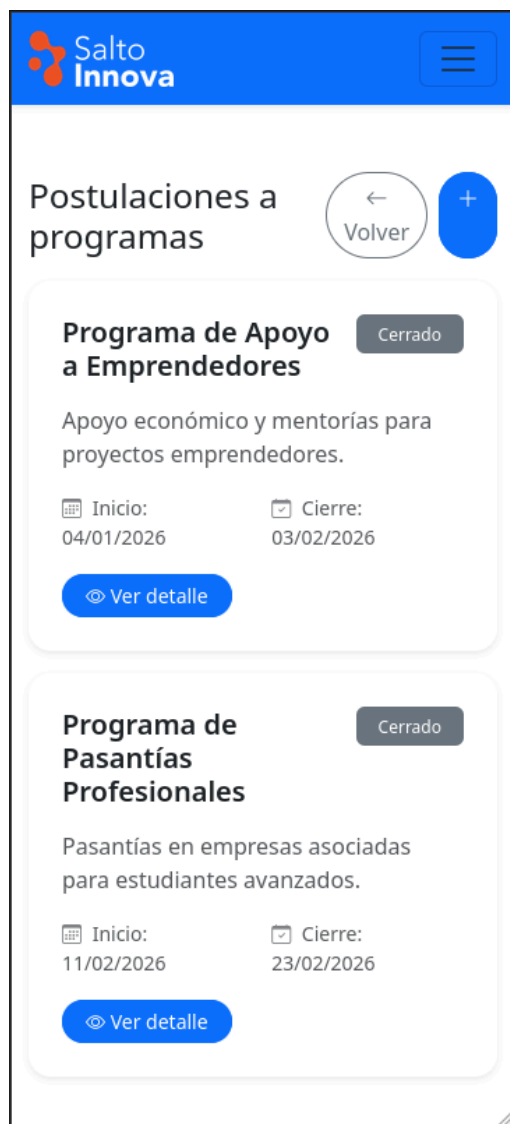 Salto
Innova
Postulaciones a
programas
← Volver
+
Programa de Apoyo
a Emprendedores
Cerrado
Apoyo económico y mentorías para
proyectos emprendedores.
Inicio:
04/01/2026
Cierre:
03/02/2026
Ver detalle
Programa de
Pasantías
Profesionales
Cerrado
Pasantías en empresas asociadas
para estudiantes avanzados.
Inicio:
11/02/2026
Cierre:
23/02/2026
Ver detalle